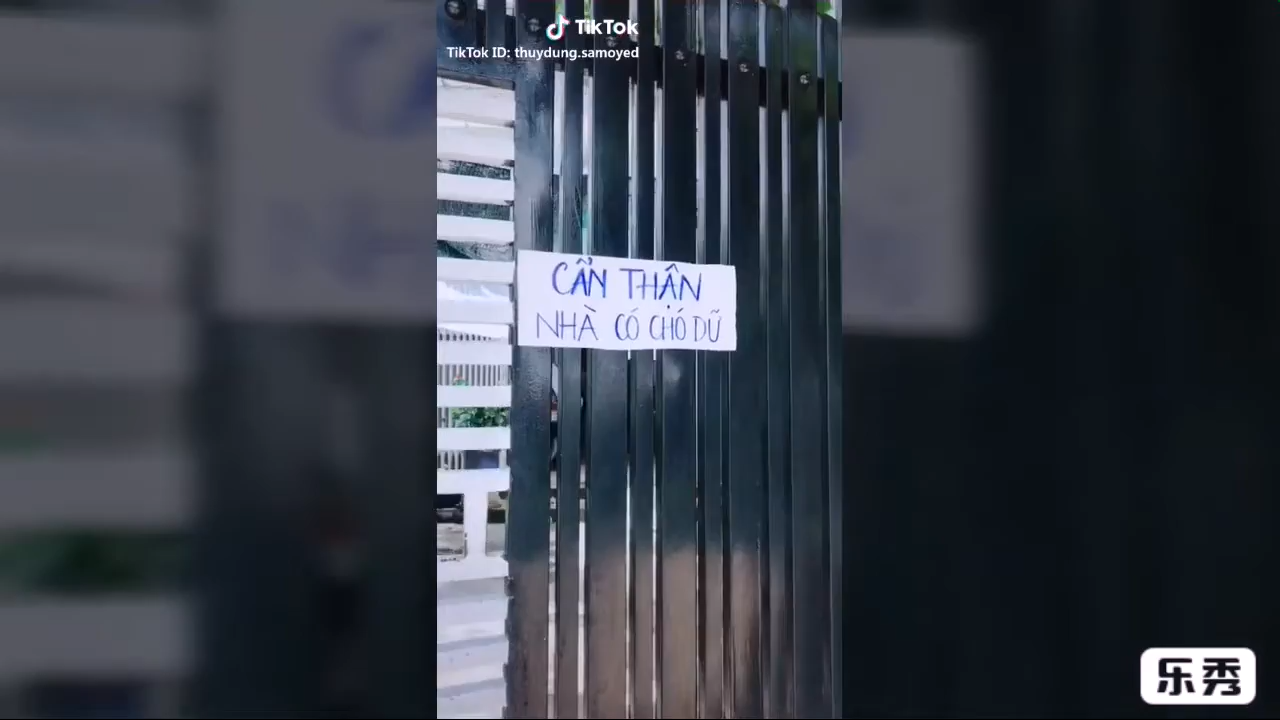 TikTok
TikTok ID: thuydung.samoyed
CẨN THẬN
NHÀ CÓ CHÓ DỮ
乐秀